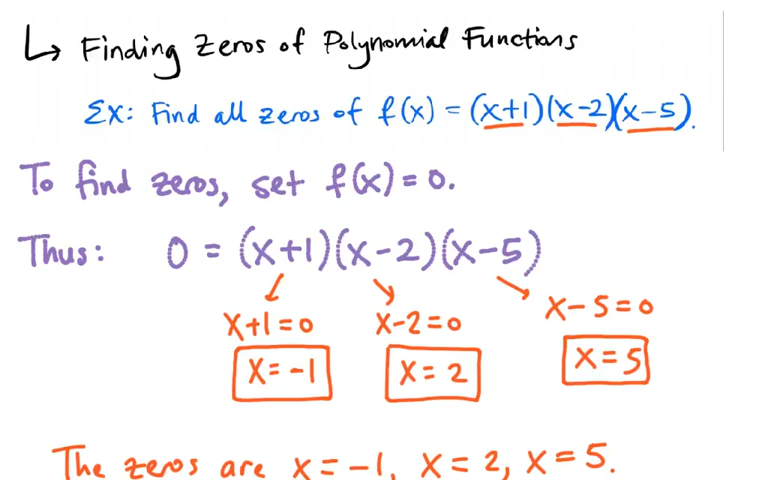 ↳ Finding Zeros of Polynomial Functions
Ex: Find all zeros of f(x) = (x+1)(x-2)(x-5).
To find zeros, set f(x)=0.
Thus: 0 = (x+1)(x-2)(x-5)
x+1=0 x-2=0 x-5=0
x=-1 x=2 x=5
The zeros are x=-1, x=2, x=5.